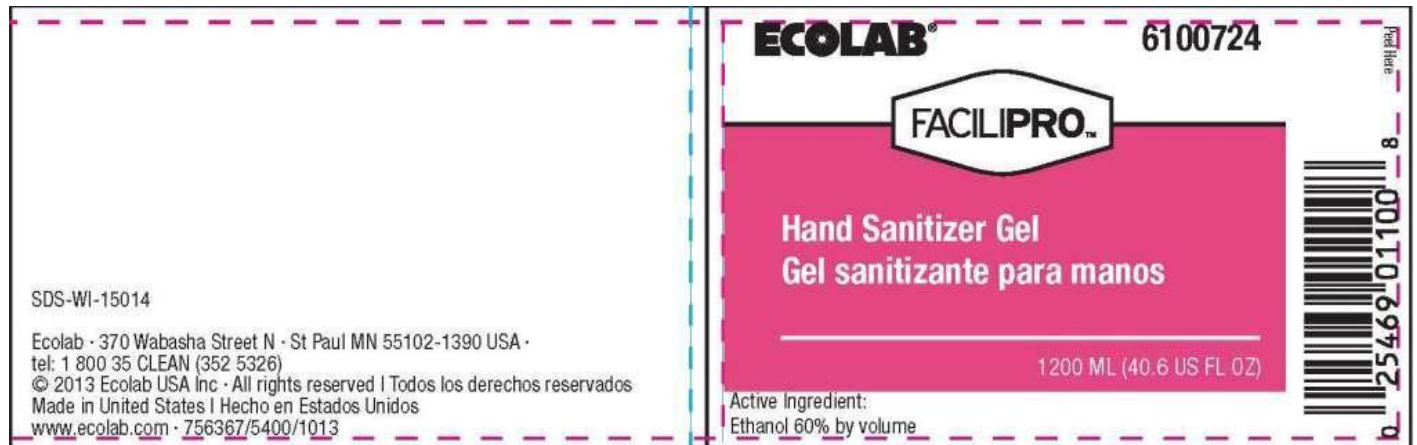 SDS-WI-15014
Ecolab · 370 Wabasha Street N · St Paul MN 55102-1390 USA ·
tel: 1 800 35 CLEAN (352 5326)
© 2013 Ecolab USA Inc · All rights reserved | Todos los derechos reservados
Made in United States | Hecho en Estados Unidos
www.ecolab.com · 756367/5400/1013
ECOLAB®
6100724
Peel Here
FACILIPRO™
Hand Sanitizer Gel
Gel sanitizante para manos
1200 ML (40.6 US FL OZ)
Active Ingredient:
Ethanol 60% by volume
0 25469 01100 8